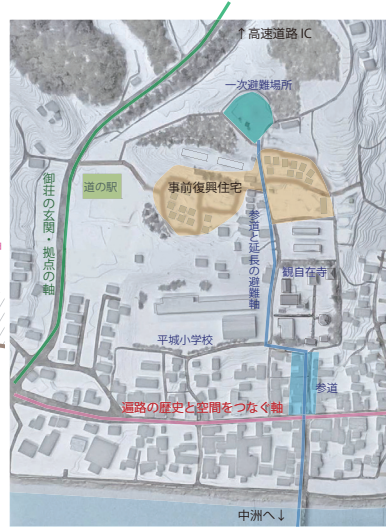 ↑高速道路 IC
一次避難場所
御荘の玄関・拠点の軸
道の駅
事前復興住宅
参道と延長の避難軸
観自在寺
平城小学校
参道
遍路の歴史と空間をつなぐ軸
中洲へ↓